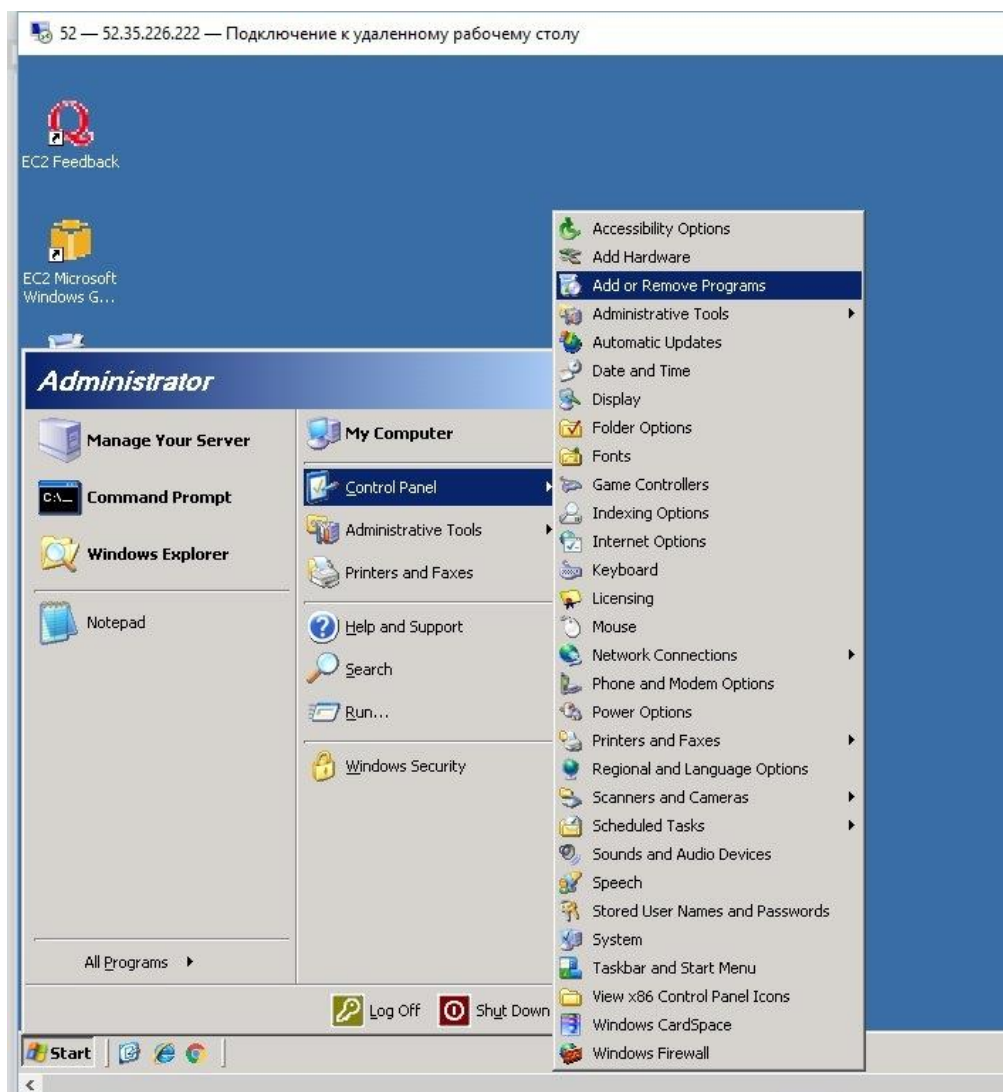 52 — 52.35.226.222 — Подключение к удаленному рабочему столу
EC2 Feedback
EC2 Microsoft
Windows G...
Administrator
Manage Your Server
Command Prompt
Windows Explorer
Notepad
All Programs
My Computer
Control Panel
Administrative Tools
Printers and Faxes
Help and Support
Search
Run...
Windows Security
Log Off
Shut Down
Accessibility Options
Add Hardware
Add or Remove Programs
Administrative Tools
Automatic Updates
Date and Time
Display
Folder Options
Fonts
Game Controllers
Indexing Options
Internet Options
Keyboard
Licensing
Mouse
Network Connections
Phone and Modem Options
Power Options
Printers and Faxes
Regional and Language Options
Scanners and Cameras
Scheduled Tasks
Sounds and Audio Devices
Speech
Stored User Names and Passwords
System
Taskbar and Start Menu
View x86 Control Panel Icons
Windows CardSpace
Windows Firewall
Start